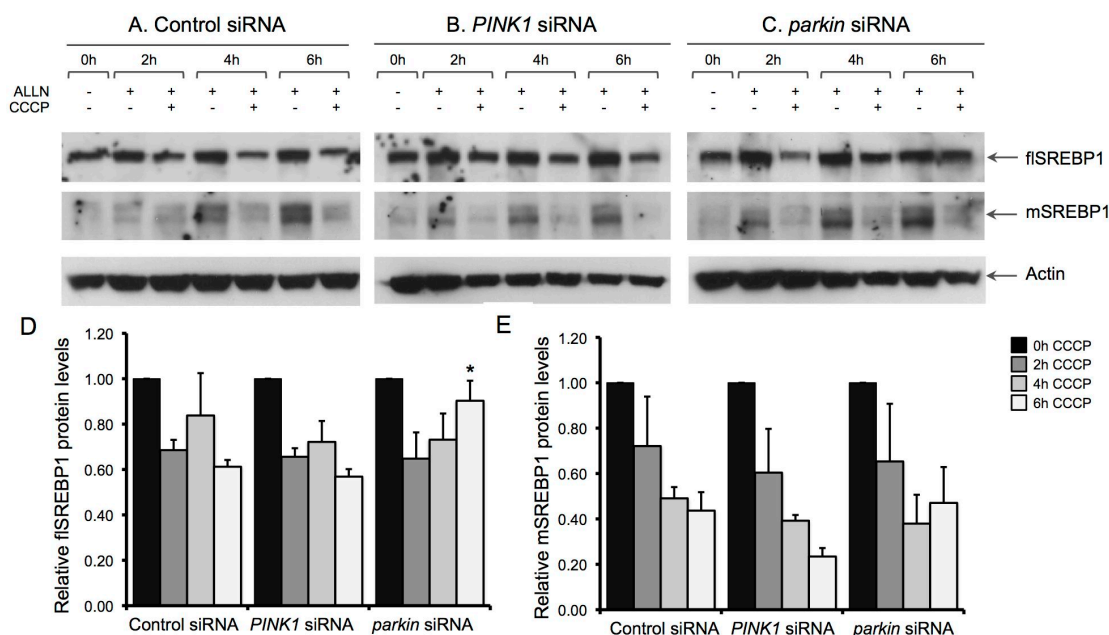 A. Control siRNA
B. PINK1 siRNA
C. parkin siRNA
0h 2h 4h 6h 0h 2h 4h 6h 0h 2h 4h 6h
ALLN - + + + + + + - + + + + + + - + + + + + +
CCCP - + + + - + + + - + + +
flSREBP1
mSREBP1
Actin
D
Relative flSREBP1 protein levels
1.20
1.00
0.80
0.60
0.40
0.20
0.00
*
Control siRNA PINK1 siRNA parkin siRNA
E
Relative mSREBP1 protein levels
1.20
1.00
0.80
0.60
0.40
0.20
0.00
Control siRNA PINK1 siRNA parkin siRNA
0h CCCP
2h CCCP
4h CCCP
6h CCCP